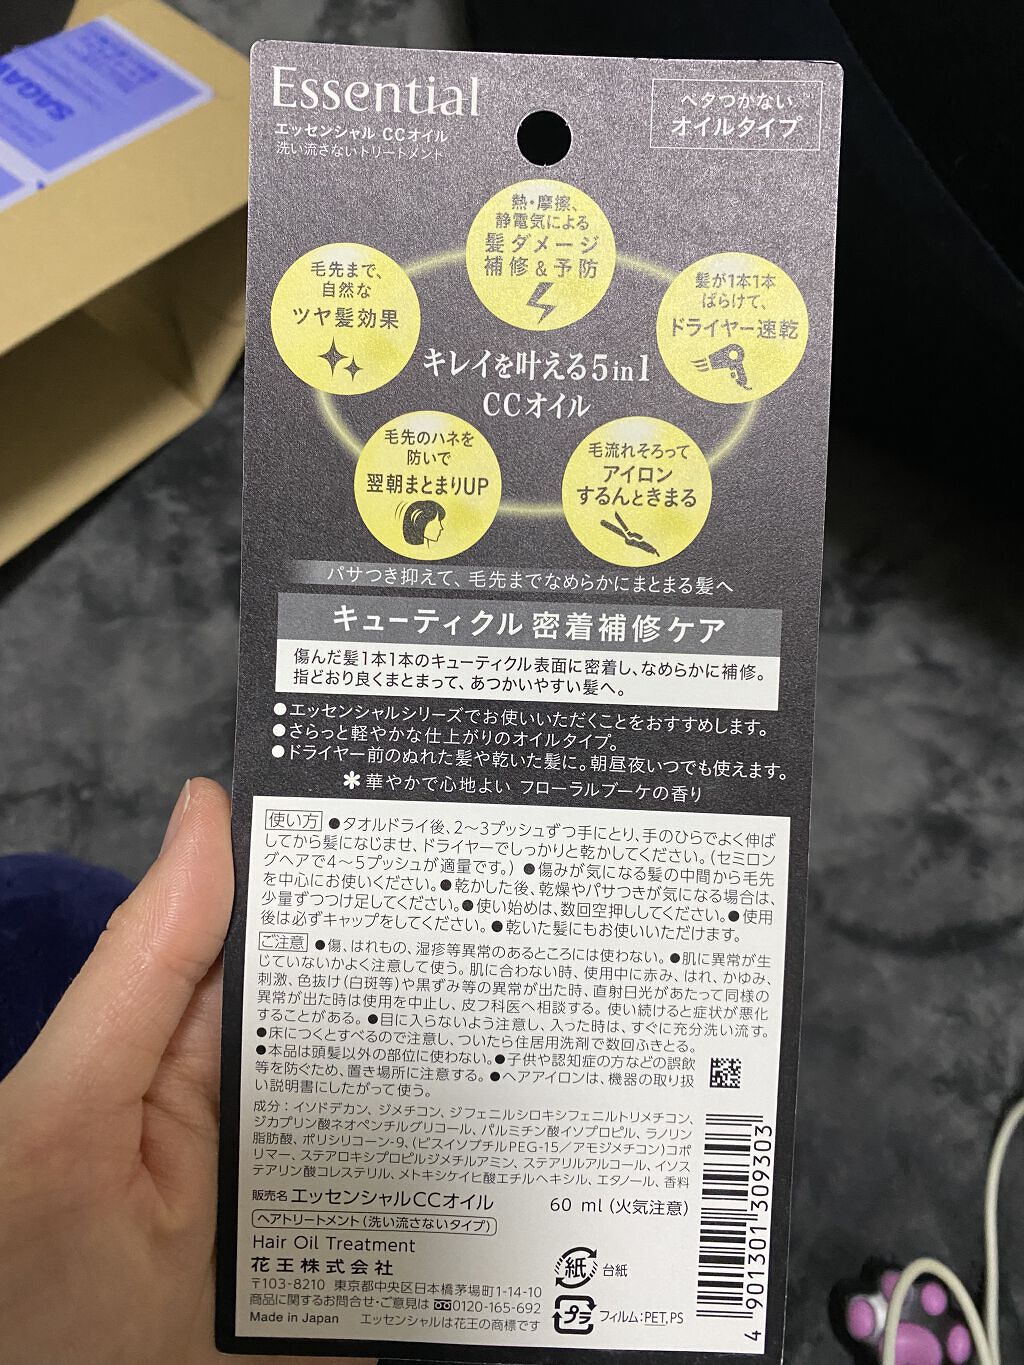 SAGAWA
Essential
エッセンシャル CCオイル
洗い流さないトリートメント
ベタつかない
オイルタイプ
熱・摩擦、
静電気による
髪ダメージ
補修&予防
毛先まで、
自然な
ツヤ髪効果
髪が1本1本
ばらけて、
ドライヤー速乾
キレイを叶える5in1
CCオイル
毛先のハネを
防いで
翌朝まとまりUP
毛流れそろって
アイロン
するんときまる
パサつき抑えて、毛先までなめらかにまとまる髪へ
キューティクル 密着補修ケア
傷んだ髪1本1本のキューティクル表面に密着し、なめらかに補修。
指どおり良くまとまって、あつかいやすい髪へ。
●エッセンシャルシリーズでお使いいただくことをおすすめします。
●さらっと軽やかな仕上がりのオイルタイプ。
●ドライヤー前のぬれた髪や乾いた髪に。朝昼夜いつでも使えます。
＊華やかで心地よい フローラルブーケの香り
使い方 ●タオルドライ後、2〜3プッシュずつ手にとり、手のひらでよく伸ば
してから髪になじませ、ドライヤーでしっかりと乾かしてください。(セミロン
グヘアで4〜5プッシュが適量です。) ●傷みが気になる髪の中間から毛先
を中心にお使いください。●乾かした後、乾燥やパサつきが気になる場合は、
少量ずつつけ足してください。●使い始めは、数回空押ししてください。●使用
後は必ずキャップをしてください。●乾いた髪にもお使いいただけます。
ご注意 ●傷、はれもの、湿疹等異常のあるところには使わない。●肌に異常が生
じていないかよく注意して使う。肌に合わない時、使用中に赤み、はれ、かゆみ、
刺激、色抜け(白斑等)や黒ずみ等の異常が出た時、直射日光があたって同様の
異常が出た時は使用を中止し、皮フ科医へ相談する。使い続けると症状が悪化
することがある。●目に入らないよう注意し、入った時は、すぐに充分洗い流す。
●床につくとすべるので注意し、ついたら住居用洗剤で数回ふきとる。
●本品は頭髪以外の部位に使わない。●子供や認知症の方などの誤飲
等を防ぐため、置き場所に注意する。●ヘアアイロンは、機器の取り扱
い説明書にしたがって使う。
成分:イソドデカン、ジメチコン、ジフェニルシロキシフェニルトリメチコン、
ジカプリン酸ネオペンチルグリコール、パルミチン酸イソプロピル、ラノリン
脂肪酸、ポリシリコーン-9、(ビスイソブチルPEG-15/アモジメチコン)コポ
リマー、ステアロキシプロピルジメチルアミン、ステアリルアルコール、イソス
テアリン酸コレステリル、メトキシケイヒ酸エチルヘキシル、エタノール、香料
販売名 エッセンシャルCCオイル
60 ml (火気注意)
ヘアトリートメント(洗い流さないタイプ)
Hair Oil Treatment
花王株式会社
〒103-8210 東京都中央区日本橋茅場町1-14-10
商品に関するお問合せ・ご意見は 0120-165-692
Made in Japan エッセンシャルは花王の商標です
紙 台紙
プラ フィルム:PET,PS
4 901301 309303